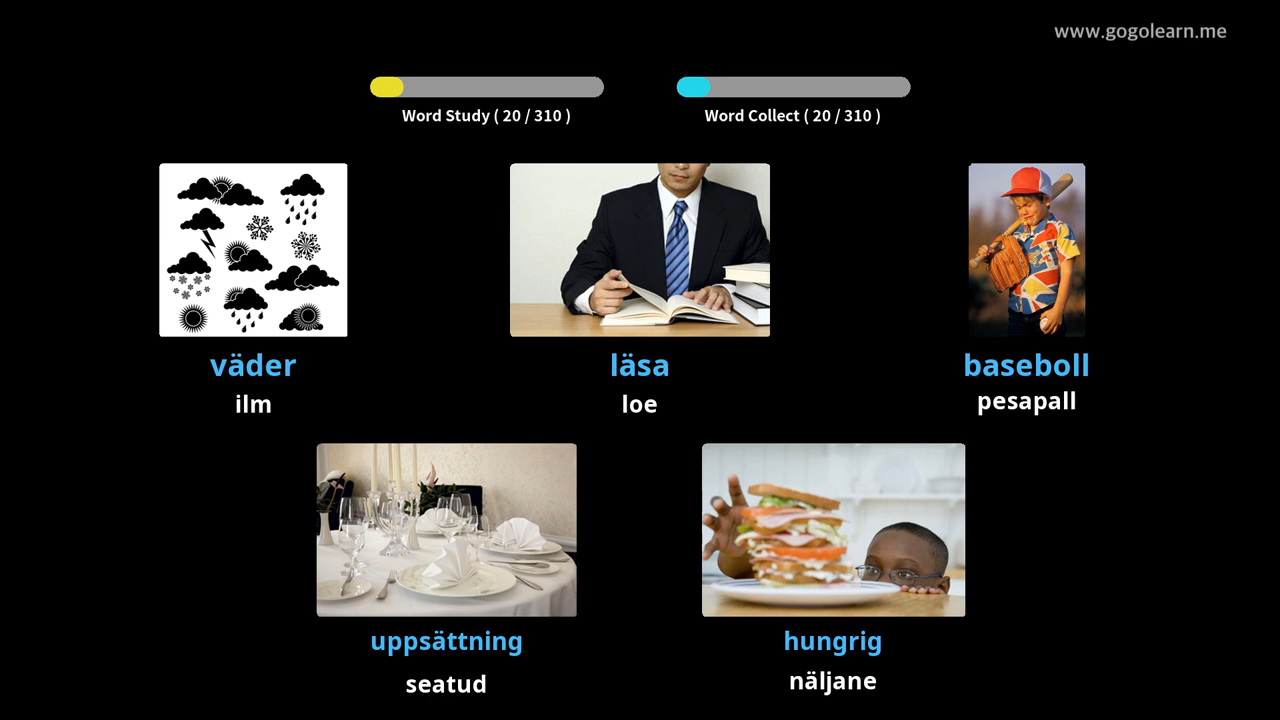 www.gogolearn.me
Word Study ( 20 / 310 )
Word Collect ( 20 / 310 )
väder
ilm
läsa
loe
baseboll
pesapall
uppsättning
seatud
hungrig
näljane